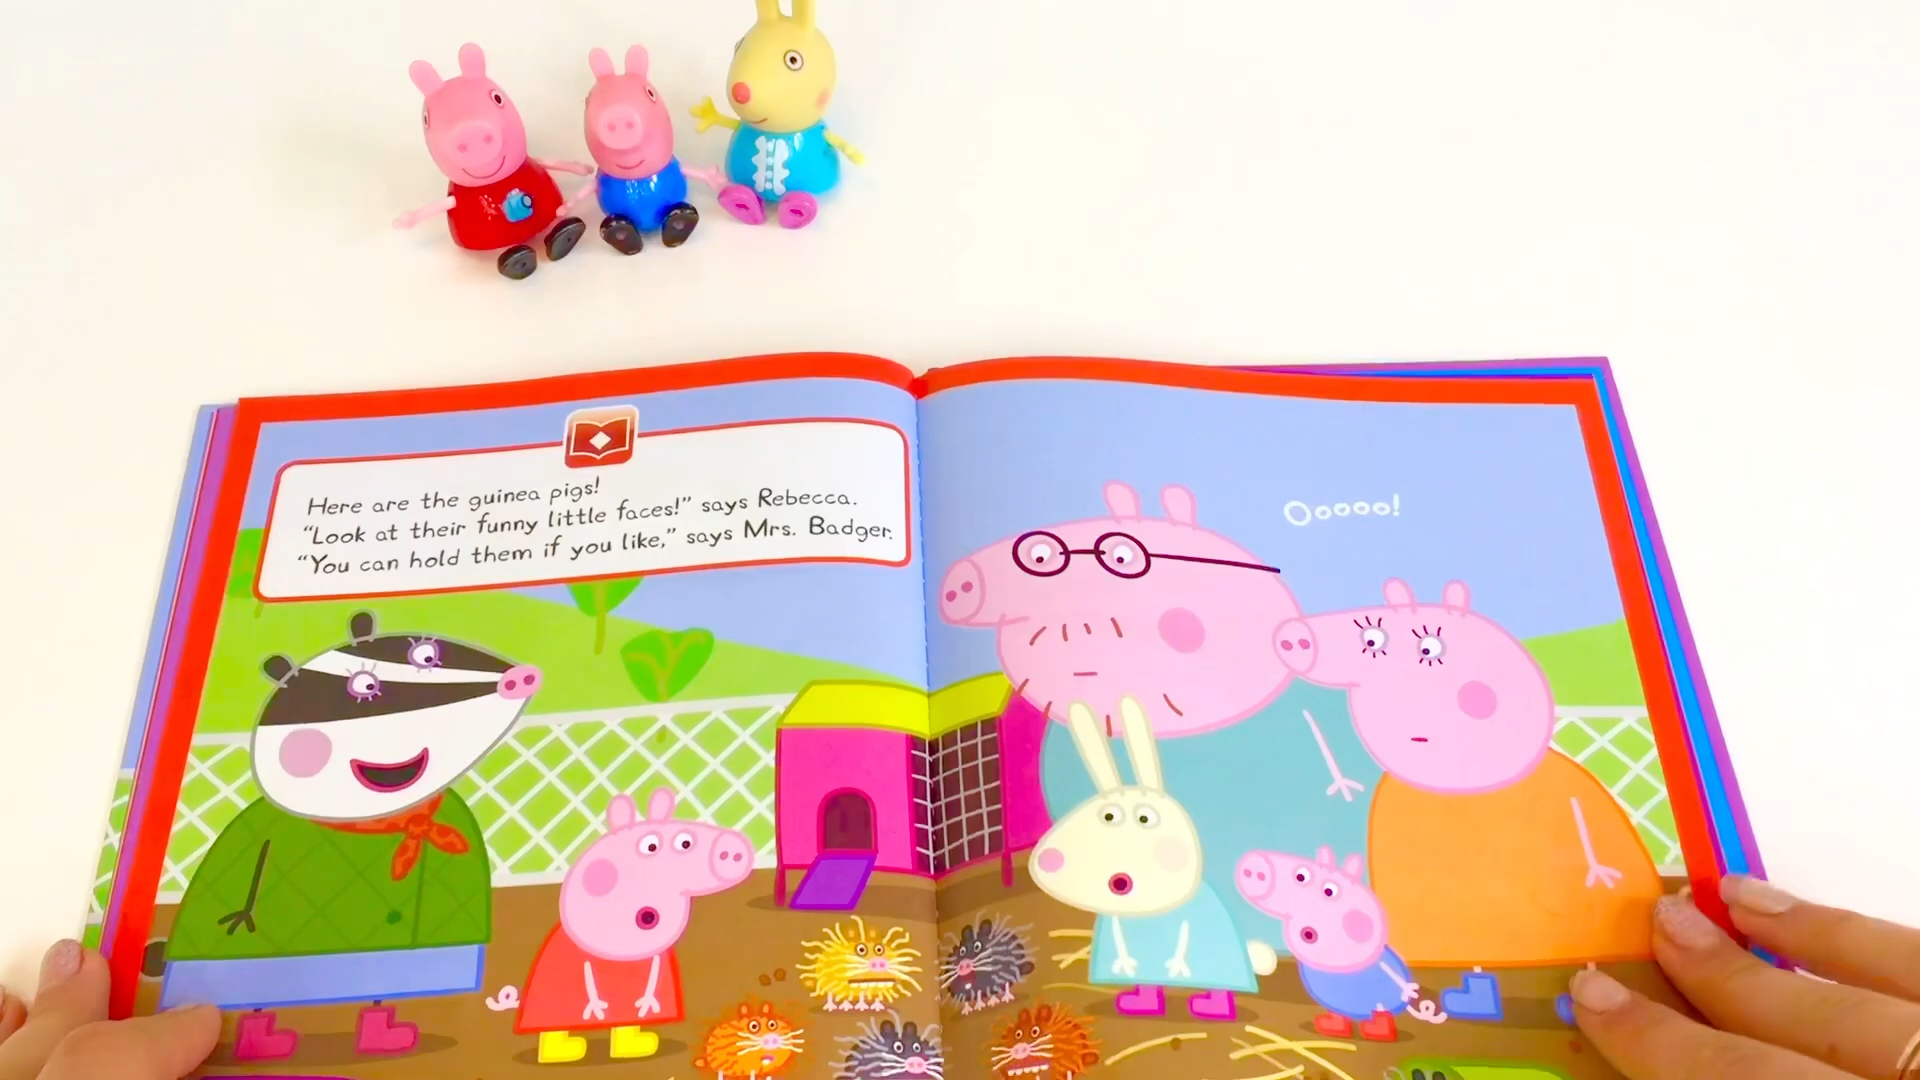 Here are the guinea pigs!
“Look at their funny little faces!” says Rebecca.
“You can hold them if you like,” says Mrs. Badger.
Ooooo!